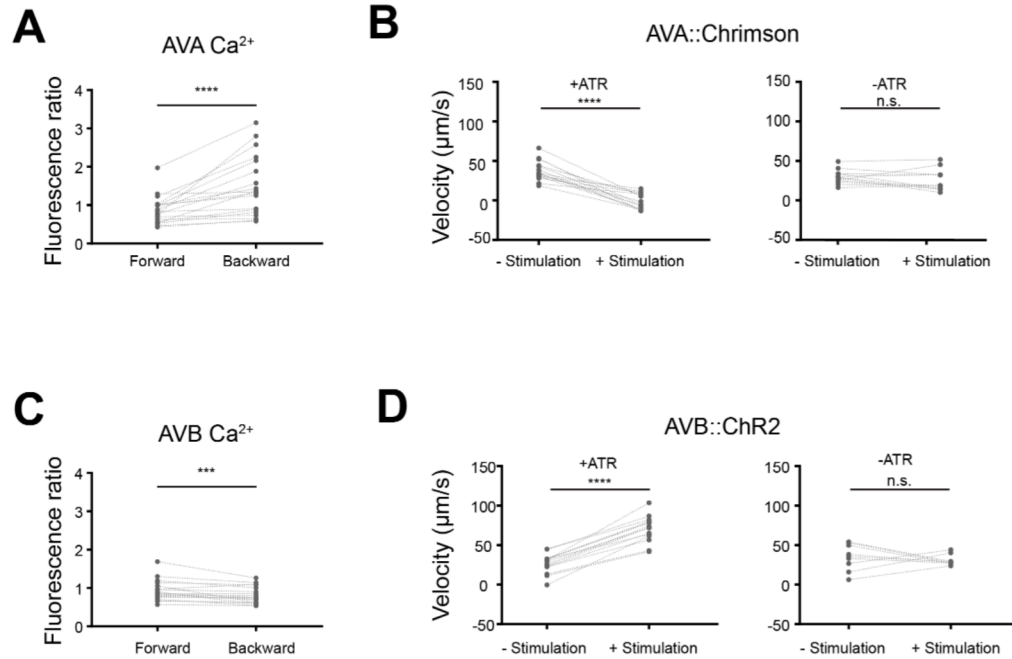 A
AVA Ca²⁺
Fluorescence ratio
4
3
2
1
0
****
Forward Backward
B
AVA::Chrimson
Velocity (µm/s)
150
100
50
0
-50
+ATR
****
- Stimulation + Stimulation
150
100
50
0
-50
-ATR
n.s.
- Stimulation + Stimulation
C
AVB Ca²⁺
Fluorescence ratio
4
3
2
1
0
***
Forward Backward
D
AVB::ChR2
Velocity (µm/s)
150
100
50
0
-50
+ATR
****
- Stimulation + Stimulation
150
100
50
0
-50
-ATR
n.s.
- Stimulation + Stimulation